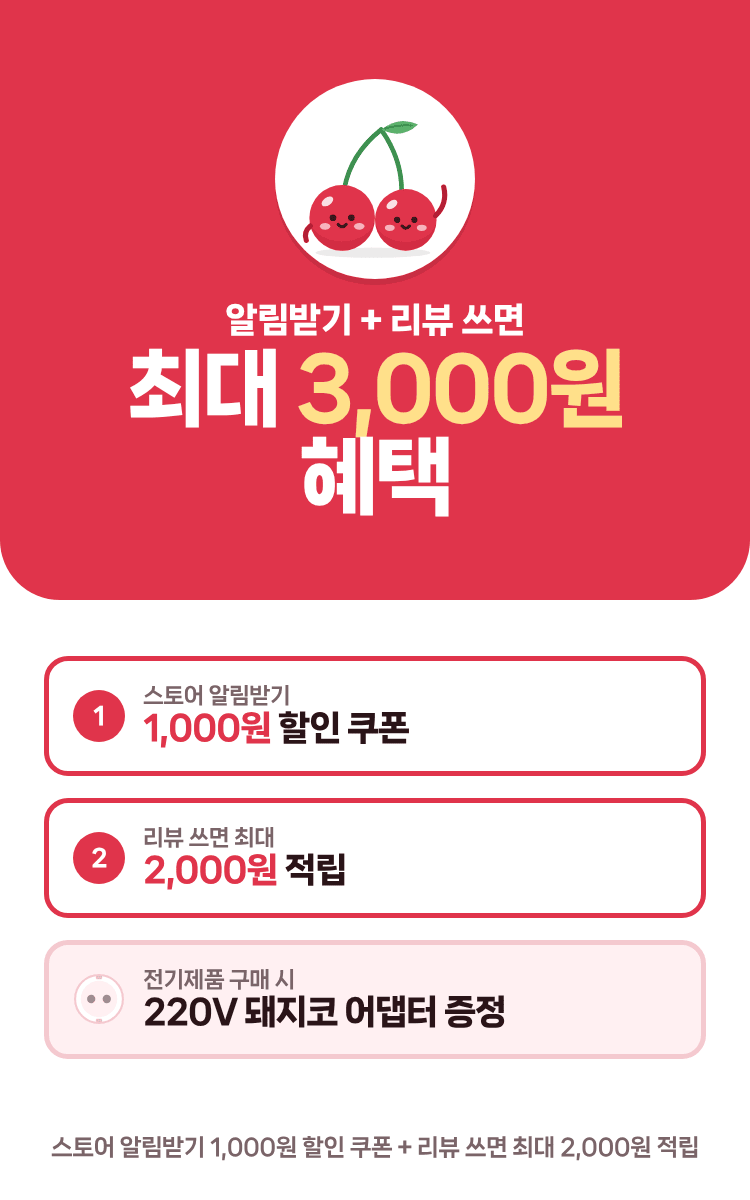 알림받기 + 리뷰 쓰면
최대 3,000원
혜택
1
스토어 알림받기
1,000원 할인 쿠폰
2
리뷰 쓰면 최대
2,000원 적립
전기제품 구매 시
220V 돼지코 어댑터 증정
스토어 알림받기 1,000원 할인 쿠폰 + 리뷰 쓰면 최대 2,000원 적립